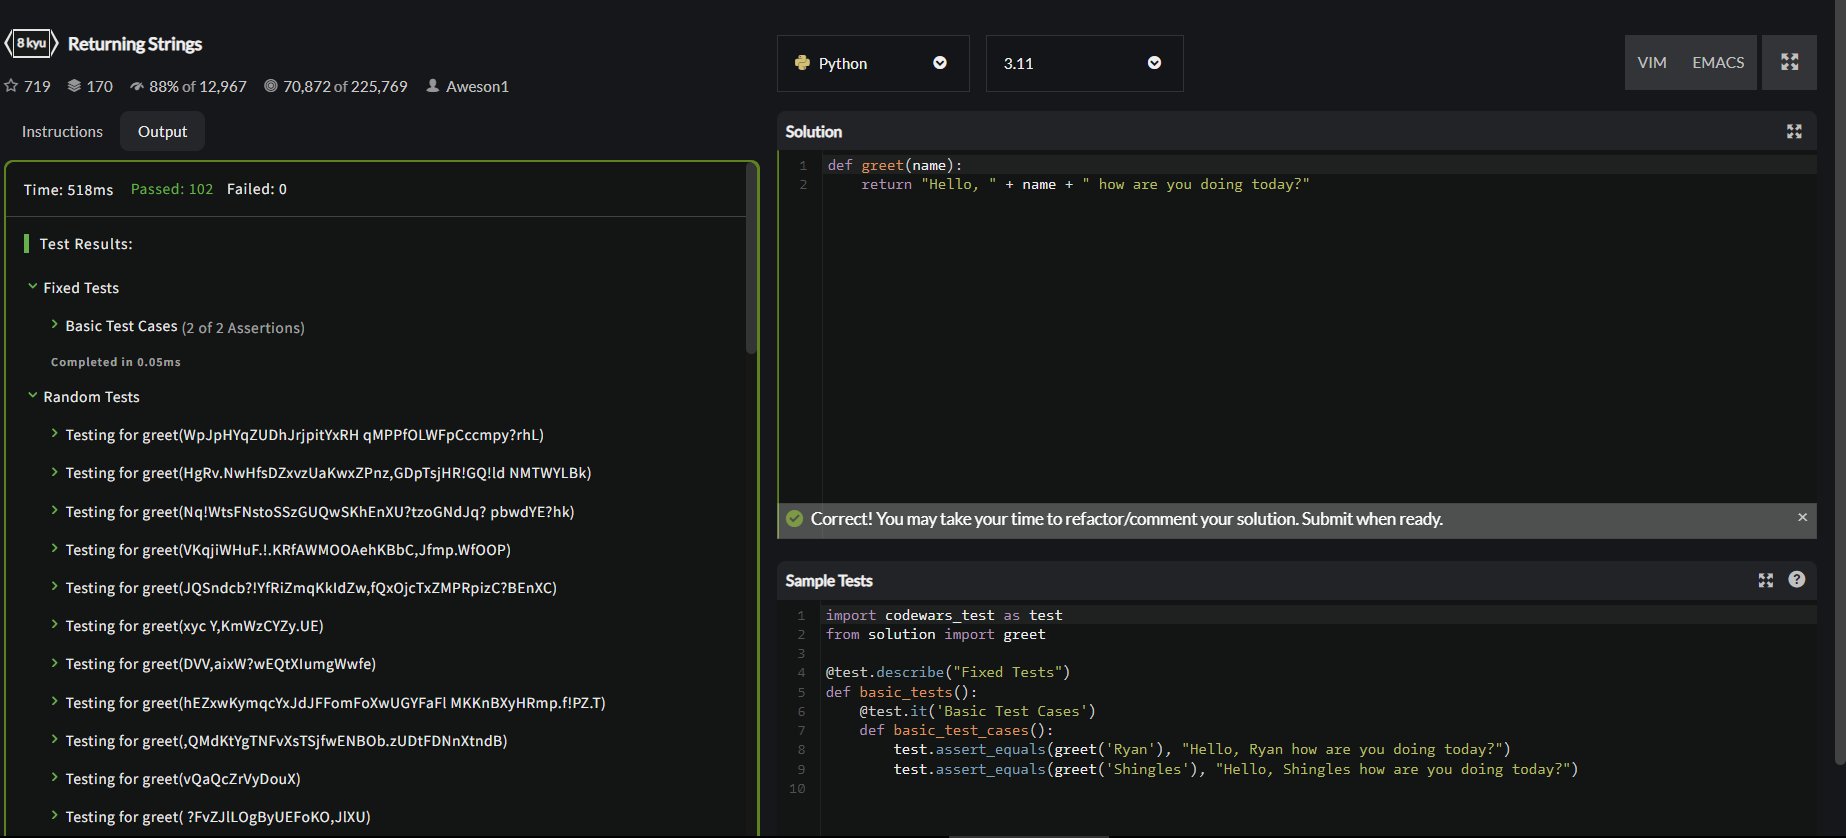 8 kyu Returning Strings
719 170 88% of 12,967 70,872 of 225,769 Aweson1
Instructions Output
Time: 518ms Passed: 102 Failed: 0
Test Results:
Fixed Tests
Basic Test Cases (2 of 2 Assertions)
Completed in 0.05ms
Random Tests
Testing for greet(WpJpHYqZUDhJrjpitYxRH qMPPfOLWFpCccmpy?rhL)
Testing for greet(HgRv.NwHfsDZxvzUaKwxZPnz,GDpTsjHR!GQ!ld NMTWYLBk)
Testing for greet(Nq!WtsFNstoSSzGUQwSKhEnXU?tzoGNdJq? pbwdYE?hk)
Testing for greet(VKqjiWHuF.!.KRfAWMOOAehKBbC,Jfmp.WfOOP)
Testing for greet(JQSndcb?!YfRiZmqKkIdZw,fQxOjcTxZMPRpizC?BEnXC)
Testing for greet(xyc Y,KmWzCYZy.UE)
Testing for greet(DVV,aixW?wEQtXIumgWwfe)
Testing for greet(hEZxwKymqcYxJdJFFomFoXwUGYFaFl MKKnBXyHRmp.f!PZ.T)
Testing for greet(,QMdKtYgTNFvXsTSjfwENBOb.zUDtFDNnXtndB)
Testing for greet(vQaQcZrVyDouX)
Testing for greet( ?FvZJlLOgByUEFoKO,JlXU)
Python 3.11 VIM EMACS
Solution
1 def greet(name):
2     return "Hello, " + name + " how are you doing today?"
Correct! You may take your time to refactor/comment your solution. Submit when ready. ×
Sample Tests ?
1 import codewars_test as test
2 from solution import greet
3
4 @test.describe("Fixed Tests")
5 def basic_tests():
6     @test.it('Basic Test Cases')
7     def basic_test_cases():
8         test.assert_equals(greet('Ryan'), "Hello, Ryan how are you doing today?")
9         test.assert_equals(greet('Shingles'), "Hello, Shingles how are you doing today?")
10